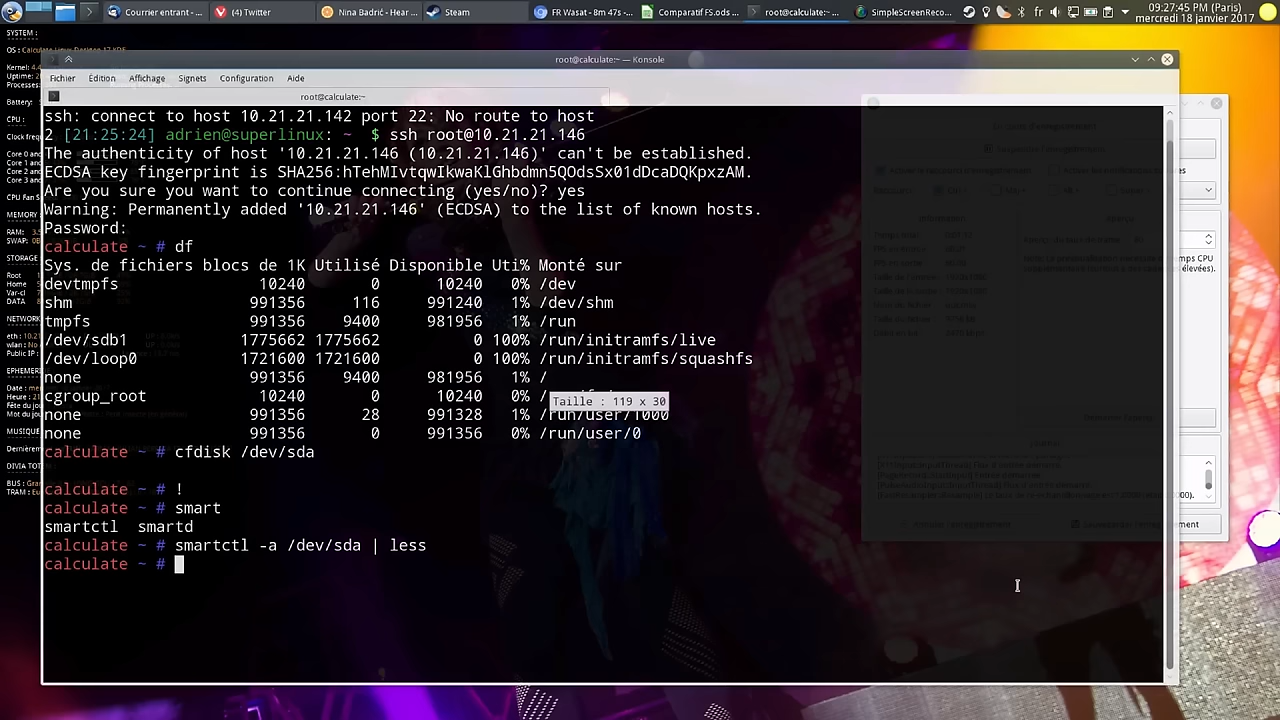 Courrier entrant - ...
(4) Twitter
Nina Badrić - Hear ...
Steam
FR Wasat - 8m 47s -...
Comparatif FS.ods ...
root@calculate:~ - ...
SimpleScreenReco...
fr
09:27:45 PM (Paris)
mercredi 18 janvier 2017
SYSTEM :
root@calculate:~ — Konsole
Fichier Édition Affichage Signets Configuration Aide
root@calculate:~
ssh: connect to host 10.21.21.142 port 22: No route to host
2 [21:25:24] adrien@superlinux: ~ $ ssh root@10.21.21.146
The authenticity of host '10.21.21.146 (10.21.21.146)' can't be established.
ECDSA key fingerprint is SHA256:hTehMIvtqwIkwaKlGhbdmn5QOdsSx01dDcaDQKpxzAM.
Are you sure you want to continue connecting (yes/no)? yes
Warning: Permanently added '10.21.21.146' (ECDSA) to the list of known hosts.
Password:
calculate ~ # df
Sys. de fichiers blocs de 1K Utilisé Disponible Uti% Monté sur
devtmpfs 10240 0 10240 0% /dev
shm 991356 116 991240 1% /dev/shm
tmpfs 991356 9400 981956 1% /run
/dev/sdb1 1775662 1775662 0 100% /run/initramfs/live
/dev/loop0 1721600 1721600 0 100% /run/initramfs/squashfs
none 991356 9400 981956 1% /
cgroup_root 10240 0 10240 0%
Taille : 119 x 30
none 991356 28 991328 1% /run/user/1000
none 991356 0 991356 0% /run/user/0
calculate ~ # cfdisk /dev/sda
calculate ~ # !
calculate ~ # smart
smartctl smartd
calculate ~ # smartctl -a /dev/sda | less
calculate ~ #